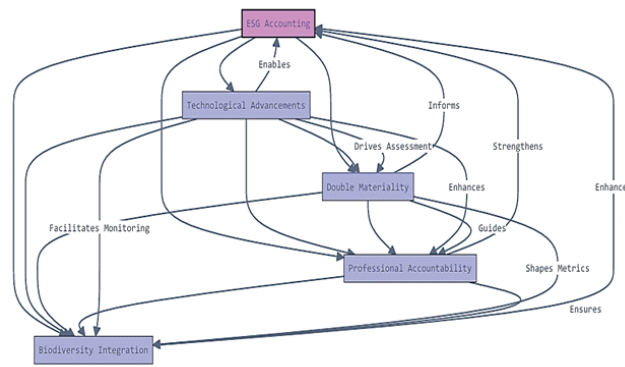 ESG Accounting
Enables
Technological Advancements
Informs
Drives Assessment
Strengthens
Double Materiality
Enhances
Enhance
Facilitates Monitoring
Guides
Professional Accountability
Shapes Metrics
Ensures
Biodiversity Integration